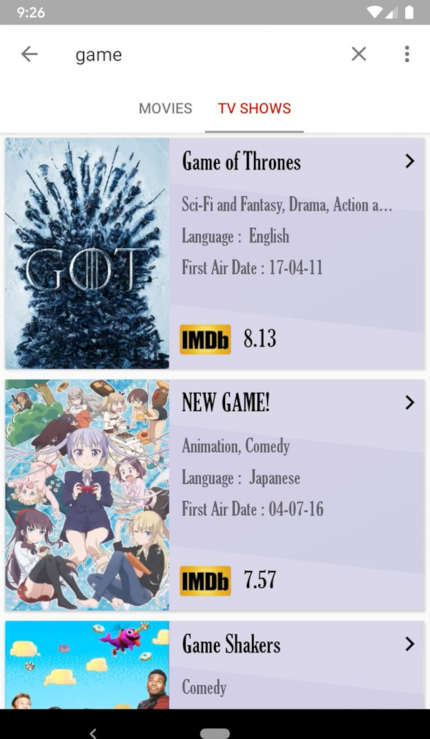 9:26
game
MOVIES TV SHOWS
GOT
Game of Thrones
Sci-Fi and Fantasy, Drama, Action a...
Language : English
First Air Date : 17-04-11
IMDb 8.13
NEW GAME!
Animation, Comedy
Language : Japanese
First Air Date : 04-07-16
IMDb 7.57
Game Shakers
Comedy